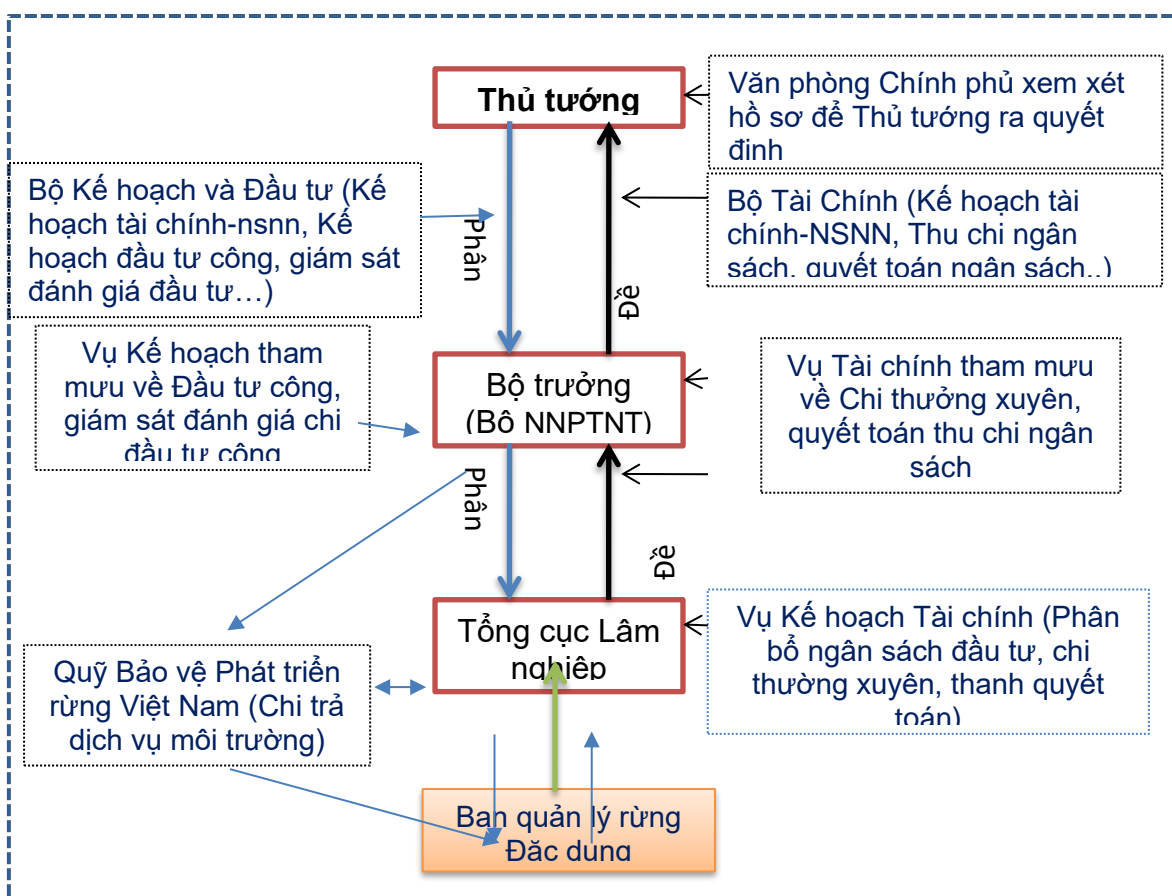 Thủ tướng
Văn phòng Chính phủ xem xét
hồ sơ để Thủ tướng ra quyết
định
Bộ Kế hoạch và Đầu tư (Kế
hoạch tài chính-nsnn, Kế
hoạch đầu tư công, giám sát
đánh giá đầu tư…)
Phân
Đề
Bộ Tài Chính (Kế hoạch tài
chính-NSNN, Thu chi ngân
sách, quyết toán ngân sách..)
Vụ Kế hoạch tham
mưu về Đầu tư công,
giám sát đánh giá chi
đầu tư công
Bộ trưởng
(Bộ NNPTNT)
Vụ Tài chính tham mưu
về Chi thưởng xuyên,
quyết toán thu chi ngân
sách
Phân
Đề
Tổng cục Lâm
nghiệp
Vụ Kế hoạch Tài chính (Phân
bổ ngân sách đầu tư, chi
thường xuyên, thanh quyết
toán)
Quỹ Bảo vệ Phát triển
rừng Việt Nam (Chi trả
dịch vụ môi trường)
Ban quản lý rừng
Đặc dụng